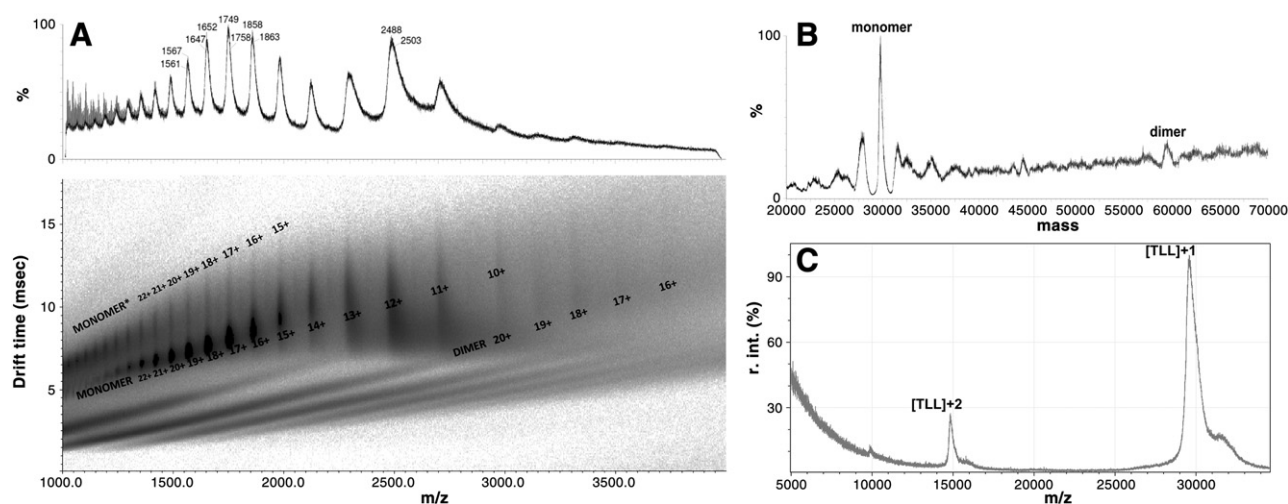 A
100
%
0
1561
1567
1647
1652
1749
1758
1858
1863
2488
2503
Drift time (msec)
15
10
5
MONOMER* 22+ 21+ 20+ 19+ 18+ 17+ 16+ 15+
MONOMER 22+ 21+ 20+ 19+ 18+ 17+ 16+ 15+ 14+ 13+ 12+ 11+ 10+
DIMER 20+ 19+ 18+ 17+ 16+
1000.0 1500.0 2000.0 2500.0 3000.0 3500.0
m/z
B
100
%
0
monomer
dimer
20000 25000 30000 35000 40000 45000 50000 55000 60000 65000 70000
mass
C
r. int. (%)
90
60
30
[TLL]+2
[TLL]+1
5000 10000 15000 20000 25000 30000
m/z